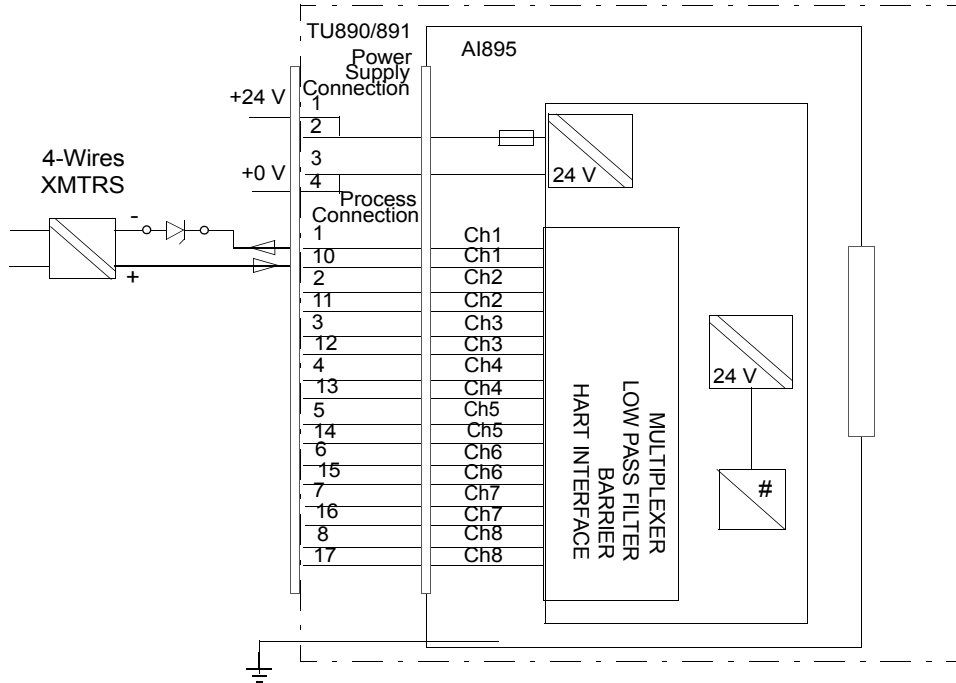 TU890/891
AI895
Power
Supply
Connection
+24 V
1
2
3
+0 V
4
4-Wires
XMTRS
Process
Connection
-
+
1 Ch1
10 Ch1
2 Ch2
11 Ch2
3 Ch3
12 Ch3
4 Ch4
13 Ch4
5 Ch5
14 Ch5
6 Ch6
15 Ch6
7 Ch7
16 Ch7
8 Ch8
17 Ch8
24 V
MULTIPLEXER
LOW PASS FILTER
BARRIER
HART INTERFACE
24 V
#